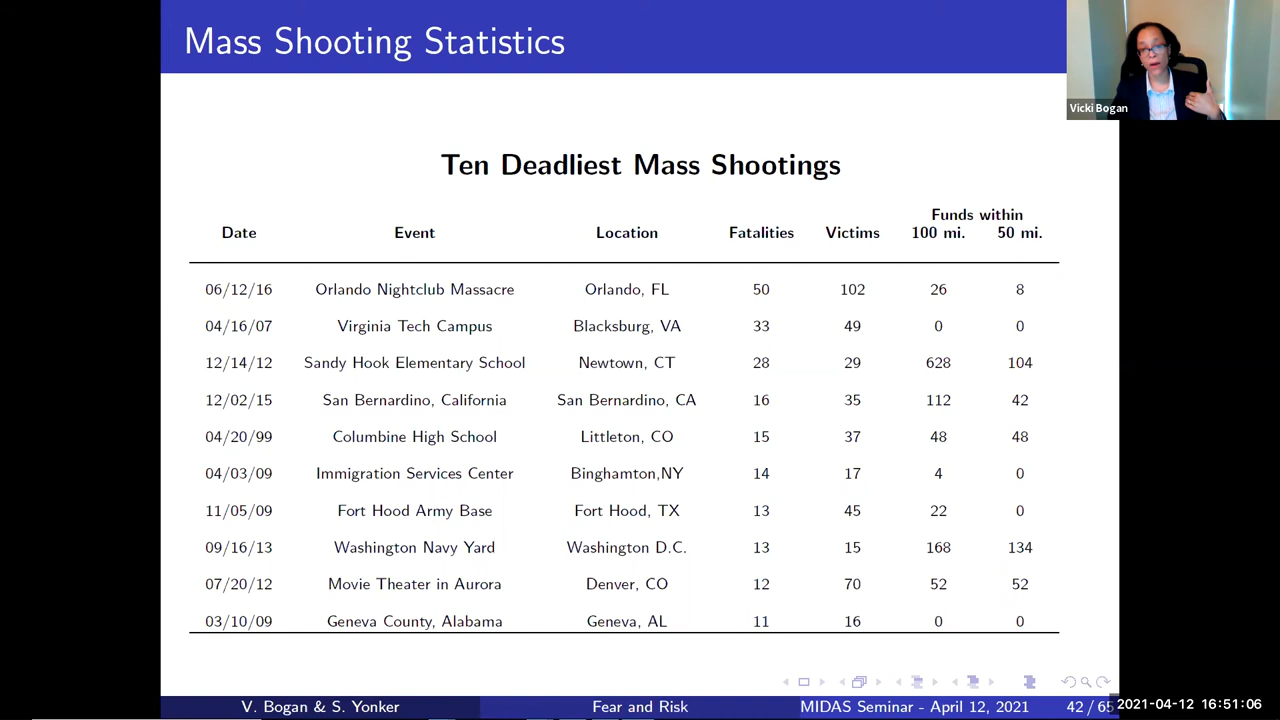 Mass Shooting Statistics
Vicki Bogan
Ten Deadliest Mass Shootings
Funds within
Date Event Location Fatalities Victims 100 mi. 50 mi.
06/12/16 Orlando Nightclub Massacre Orlando, FL 50 102 26 8
04/16/07 Virginia Tech Campus Blacksburg, VA 33 49 0 0
12/14/12 Sandy Hook Elementary School Newtown, CT 28 29 628 104
12/02/15 San Bernardino, California San Bernardino, CA 16 35 112 42
04/20/99 Columbine High School Littleton, CO 15 37 48 48
04/03/09 Immigration Services Center Binghamton,NY 14 17 4 0
11/05/09 Fort Hood Army Base Fort Hood, TX 13 45 22 0
09/16/13 Washington Navy Yard Washington D.C. 13 15 168 134
07/20/12 Movie Theater in Aurora Denver, CO 12 70 52 52
03/10/09 Geneva County, Alabama Geneva, AL 11 16 0 0
V. Bogan & S. Yonker Fear and Risk MIDAS Seminar - April 12, 2021 42 / 65 2021-04-12 16:51:06